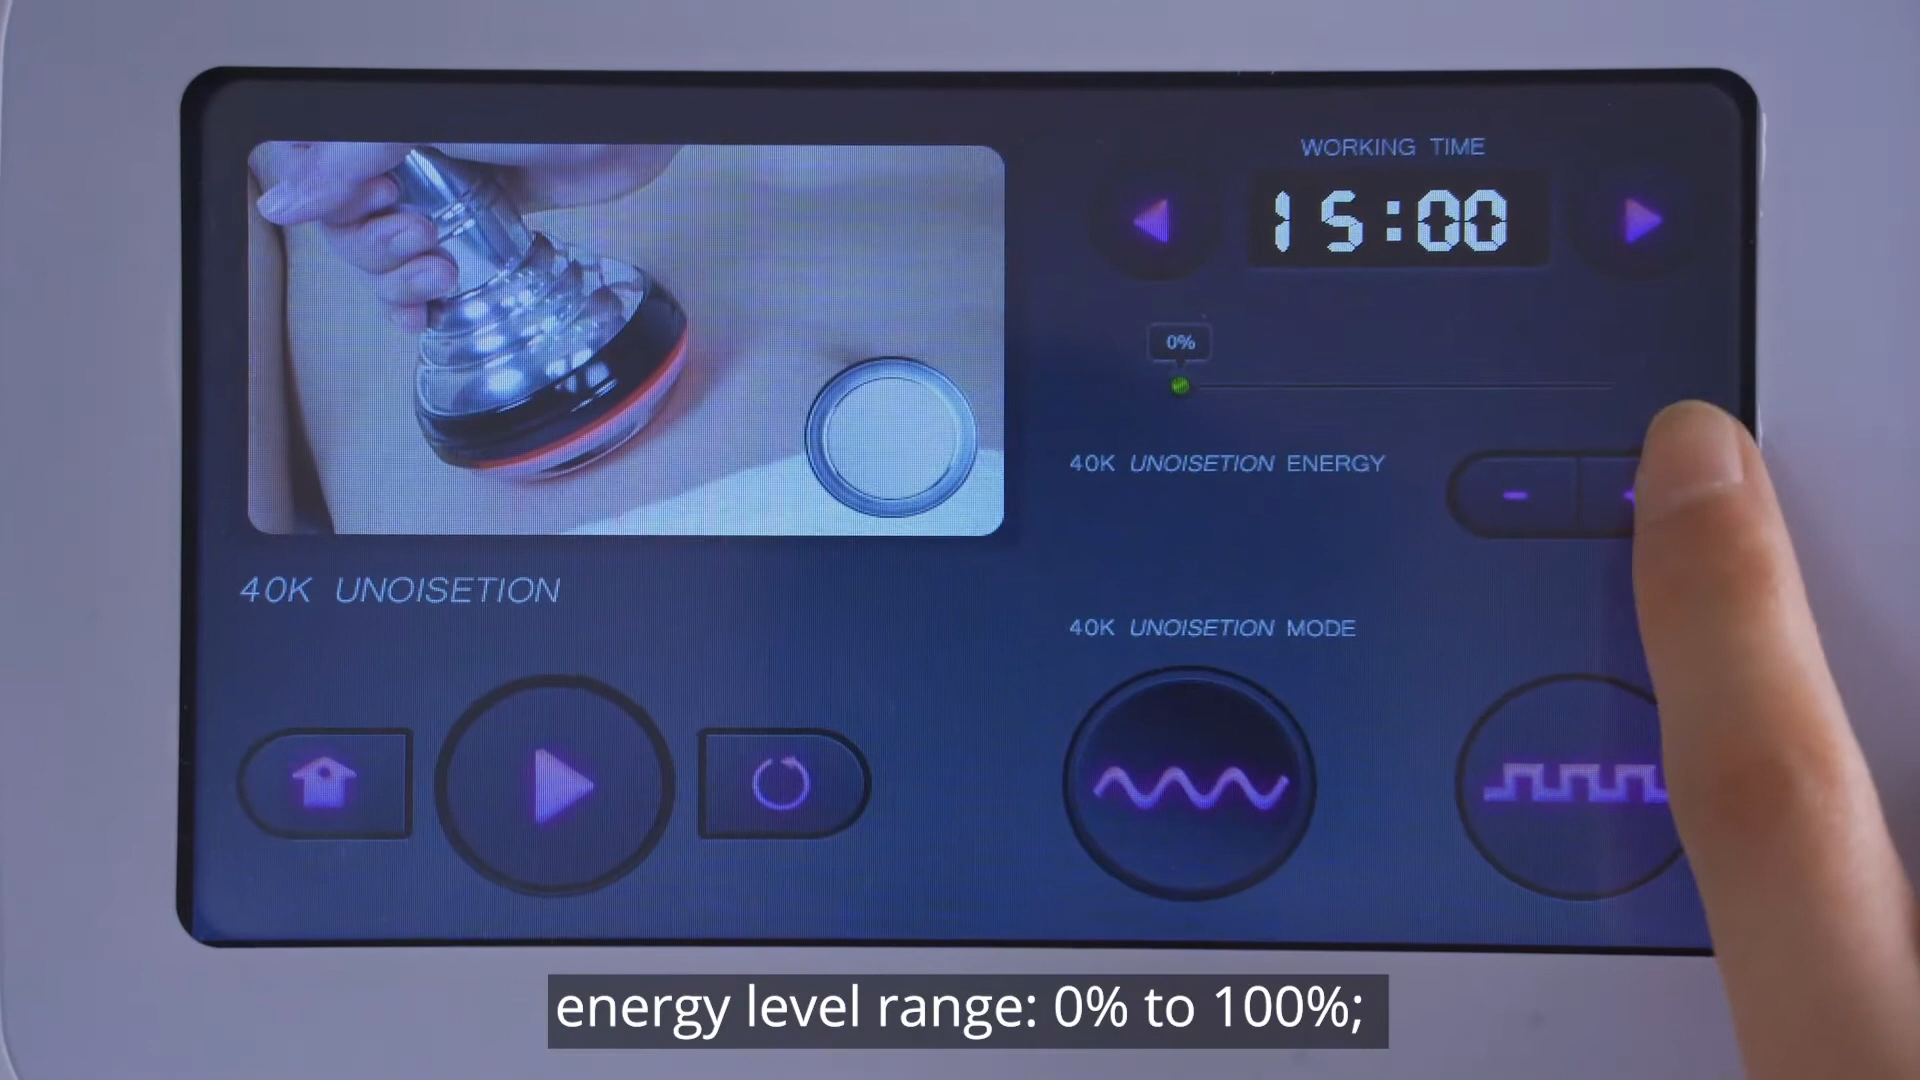 WORKING TIME
15:00
0%
40K UNOISETION ENERGY
40K UNOISETION
40K UNOISETION MODE
energy level range: 0% to 100%;